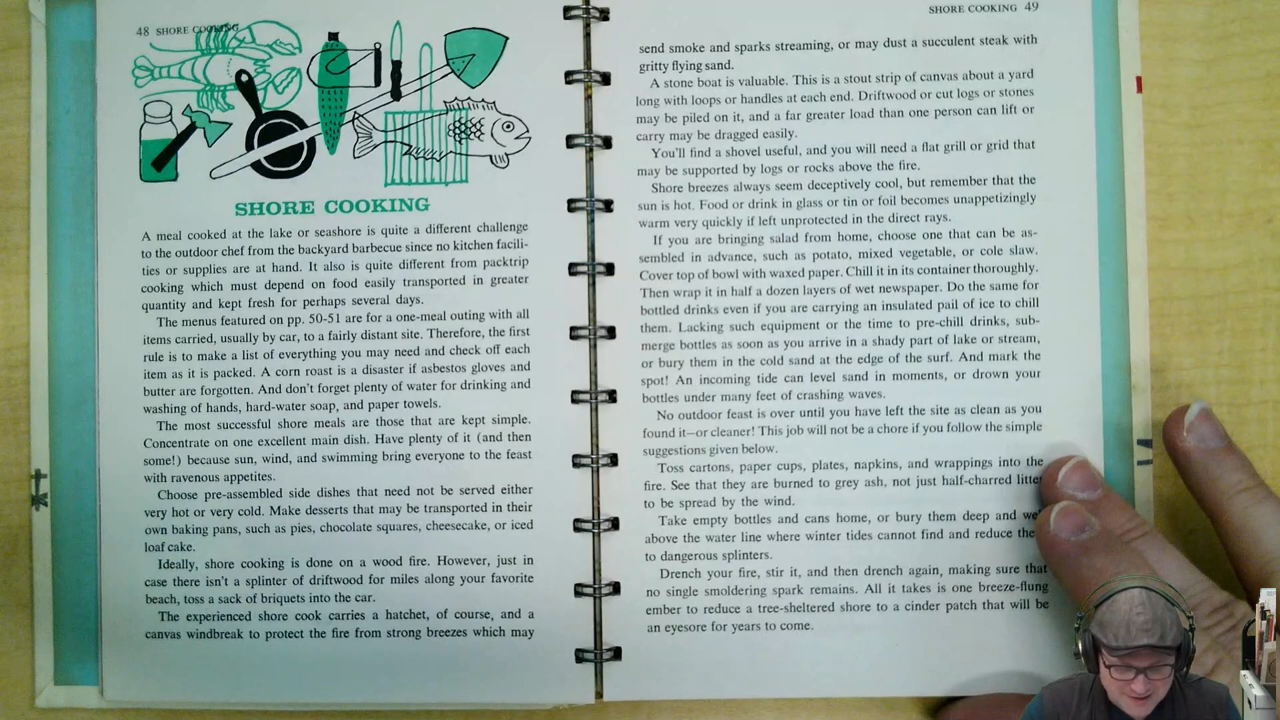 48 SHORE COOKING
SHORE COOKING
A meal cooked at the lake or seashore is quite a different challenge
to the outdoor chef from the backyard barbecue since no kitchen facili-
ties or supplies are at hand. It also is quite different from packtrip
cooking which must depend on food easily transported in greater
quantity and kept fresh for perhaps several days.
The menus featured on pp. 50-51 are for a one-meal outing with all
items carried, usually by car, to a fairly distant site. Therefore, the first
rule is to make a list of everything you may need and check off each
item as it is packed. A corn roast is a disaster if asbestos gloves and
butter are forgotten. And don't forget plenty of water for drinking and
washing of hands, hard-water soap, and paper towels.
The most successful shore meals are those that are kept simple.
Concentrate on one excellent main dish. Have plenty of it (and then
some!) because sun, wind, and swimming bring everyone to the feast
with ravenous appetites.
Choose pre-assembled side dishes that need not be served either
very hot or very cold. Make desserts that may be transported in their
own baking pans, such as pies, chocolate squares, cheesecake, or iced
loaf cake.
Ideally, shore cooking is done on a wood fire. However, just in
case there isn't a splinter of driftwood for miles along your favorite
beach, toss a sack of briquets into the car.
The experienced shore cook carries a hatchet, of course, and a
canvas windbreak to protect the fire from strong breezes which may
SHORE COOKING 49
send smoke and sparks streaming, or may dust a succulent steak with
gritty flying sand.
A stone boat is valuable. This is a stout strip of canvas about a yard
long with loops or handles at each end. Driftwood or cut logs or stones
may be piled on it, and a far greater load than one person can lift or
carry may be dragged easily.
You'll find a shovel useful, and you will need a flat grill or grid that
may be supported by logs or rocks above the fire.
Shore breezes always seem deceptively cool, but remember that the
sun is hot. Food or drink in glass or tin or foil becomes unappetizingly
warm very quickly if left unprotected in the direct rays.
If you are bringing salad from home, choose one that can be as-
sembled in advance, such as potato, mixed vegetable, or cole slaw.
Cover top of bowl with waxed paper. Chill it in its container thoroughly.
Then wrap it in half a dozen layers of wet newspaper. Do the same for
bottled drinks even if you are carrying an insulated pail of ice to chill
them. Lacking such equipment or the time to pre-chill drinks, sub-
merge bottles as soon as you arrive in a shady part of lake or stream,
or bury them in the cold sand at the edge of the surf. And mark the
spot! An incoming tide can level sand in moments, or drown your
bottles under many feet of crashing waves.
No outdoor feast is over until you have left the site as clean as you
found it—or cleaner! This job will not be a chore if you follow the simple
suggestions given below.
Toss cartons, paper cups, plates, napkins, and wrappings into the
fire. See that they are burned to grey ash, not just half-charred
to be spread by the wind.
Take empty bottles and cans home, or bury them deep and
above the water line where winter tides cannot find and reduce
to dangerous splinters.
Drench your fire, stir it, and then drench again, making sure that
no single smoldering spark remains. All it takes is one breeze-flung
ember to reduce a tree-sheltered shore to a cinder patch that will be
an eyesore for years to come.